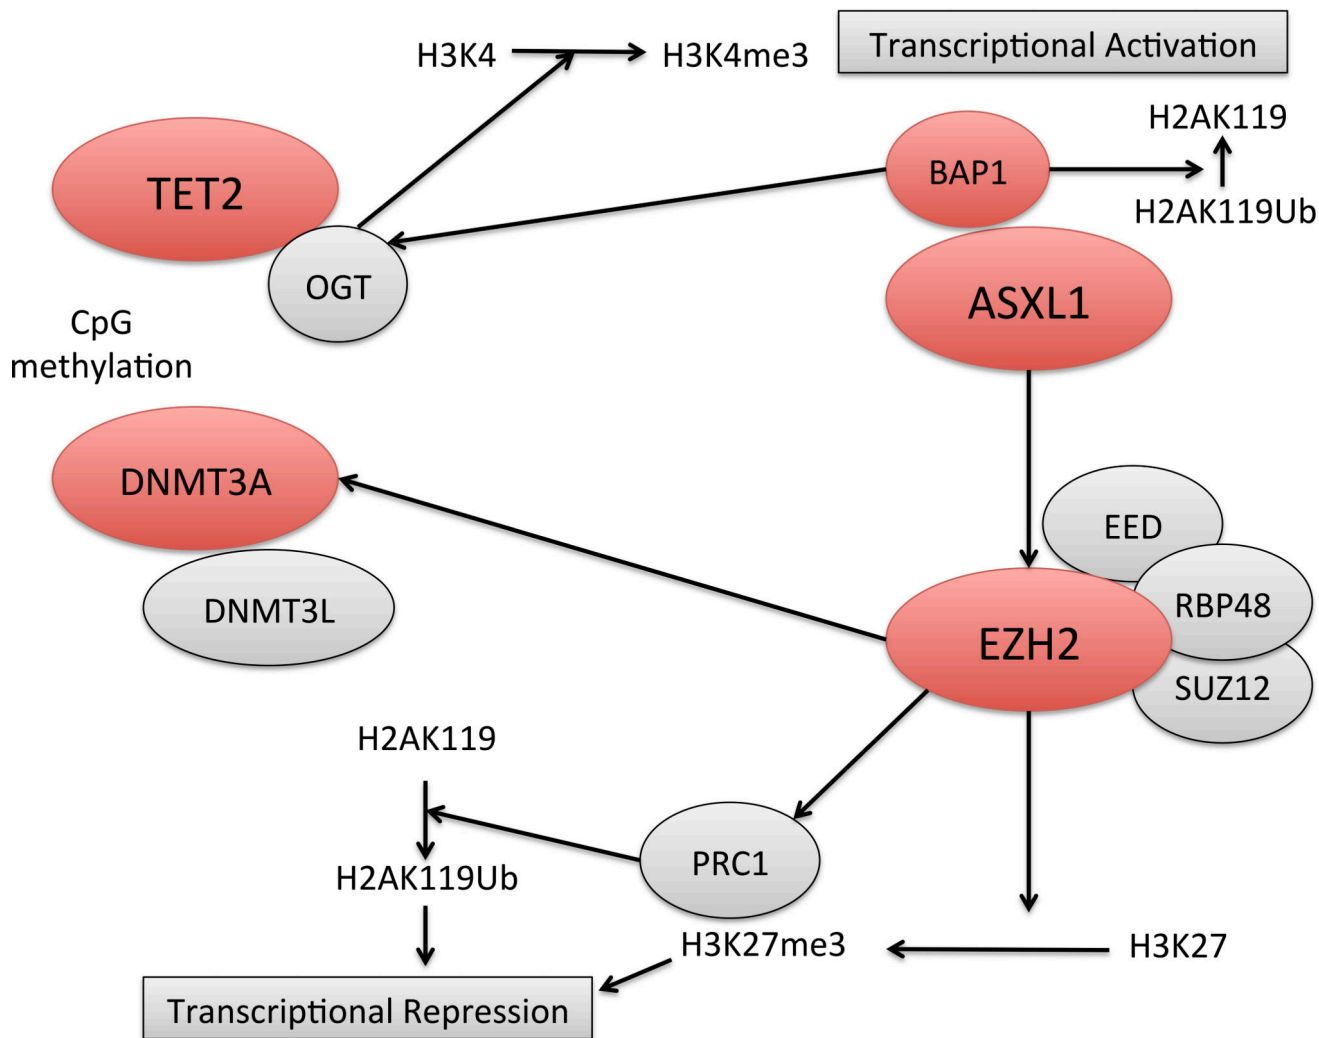 H3K4
H3K4me3
Transcriptional Activation
H2AK119
TET2
BAP1
H2AK119Ub
OGT
ASXL1
CpG
methylation
DNMT3A
EED
DNMT3L
RBP48
EZH2
SUZ12
H2AK119
PRC1
H2AK119Ub
H3K27me3
H3K27
Transcriptional Repression